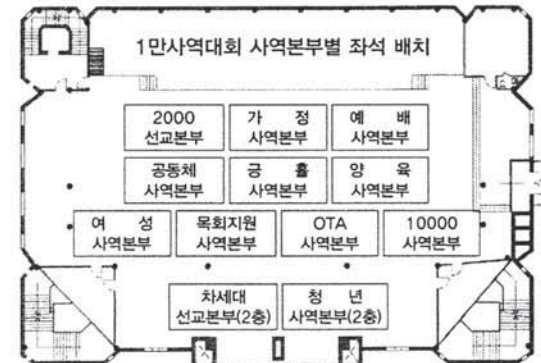 1만사역대회 사역본부별 좌석 배치
2000
선교본부
가 정
사역본부
예 배
사역본부
공동체
사역본부
긍 휼
사역본부
양 육
사역본부
여 성
사역본부
목회지원
사역본부
OTA
사역본부
10000
사역본부
차세대
선교본부(2층)
청 년
사역본부(2층)